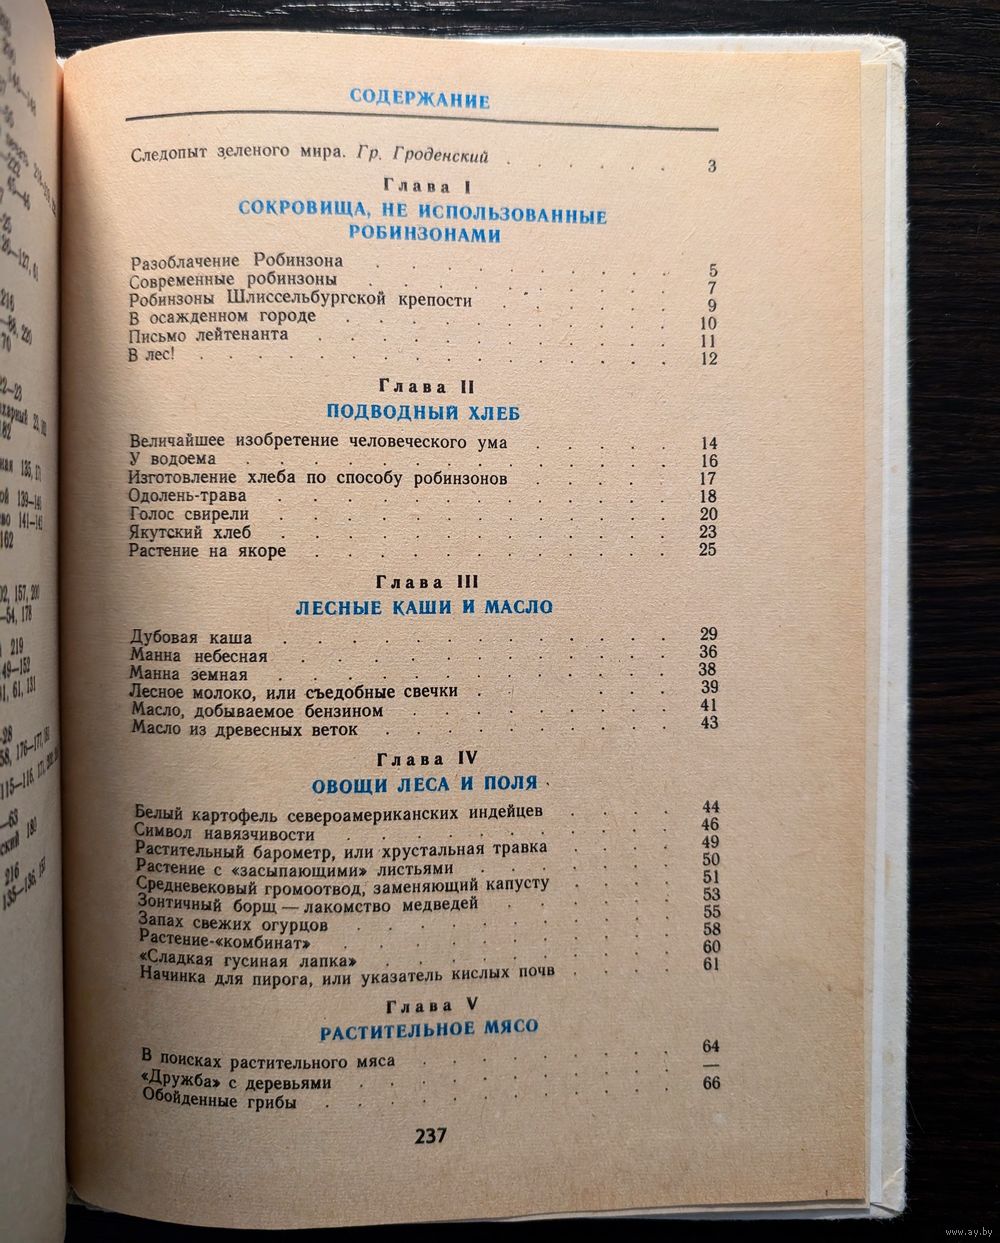 СОДЕРЖАНИЕ
Следопыт зеленого мира. Гр. Гроденский . . . . . . 3
Глава I
СОКРОВИЩА, НЕ ИСПОЛЬЗОВАННЫЕ
РОБИНЗОНАМИ
Разоблачение Робинзона . . . . . . . . . 5
Современные робинзоны . . . . . . . . . 7
Робинзоны Шлиссельбургской крепости . . . . . 9
В осажденном городе . . . . . . . . . . 10
Письмо лейтенанта . . . . . . . . . . 11
В лес! . . . . . . . . . . . . . 12
Глава II
ПОДВОДНЫЙ ХЛЕБ
Величайшее изобретение человеческого ума . . . . 14
У водоема . . . . . . . . . . . . 16
Изготовление хлеба по способу робинзонов . . . . 17
Одолень-трава . . . . . . . . . . . 18
Голос свирели . . . . . . . . . . . 20
Якутский хлеб . . . . . . . . . . . 23
Растение на якоре . . . . . . . . . . 25
Глава III
ЛЕСНЫЕ КАШИ И МАСЛО
Дубовая каша . . . . . . . . . . . 29
Манна небесная . . . . . . . . . . 36
Манна земная . . . . . . . . . . . 38
Лесное молоко, или съедобные свечки . . . . 39
Масло, добываемое бензином . . . . . . . . 41
Масло из древесных веток . . . . . . . . 43
Глава IV
ОВОЩИ ЛЕСА И ПОЛЯ
Белый картофель североамериканских индейцев . . . . 44
Символ навязчивости . . . . . . . . . . 46
Растительный барометр, или хрустальная травка . . . . 49
Растение с «засыпающими» листьями . . . . . . 50
Средневековый громоотвод, заменяющий капусту . . . . 51
Зонтичный борщ — лакомство медведей . . . . . 53
Запах свежих огурцов . . . . . . . . . 55
Растение-«комбинат» . . . . . . . . . 58
«Сладкая гусиная лапка» . . . . . . . . 60
Начинка для пирога, или указатель кислых почв . . . . 61
Глава V
РАСТИТЕЛЬНОЕ МЯСО
В поисках растительного мяса . . . . . . . 64
«Дружба» с деревьями . . . . . . . . . —
Обойденные грибы . . . . . . . . . . 66
237
www.ay.by